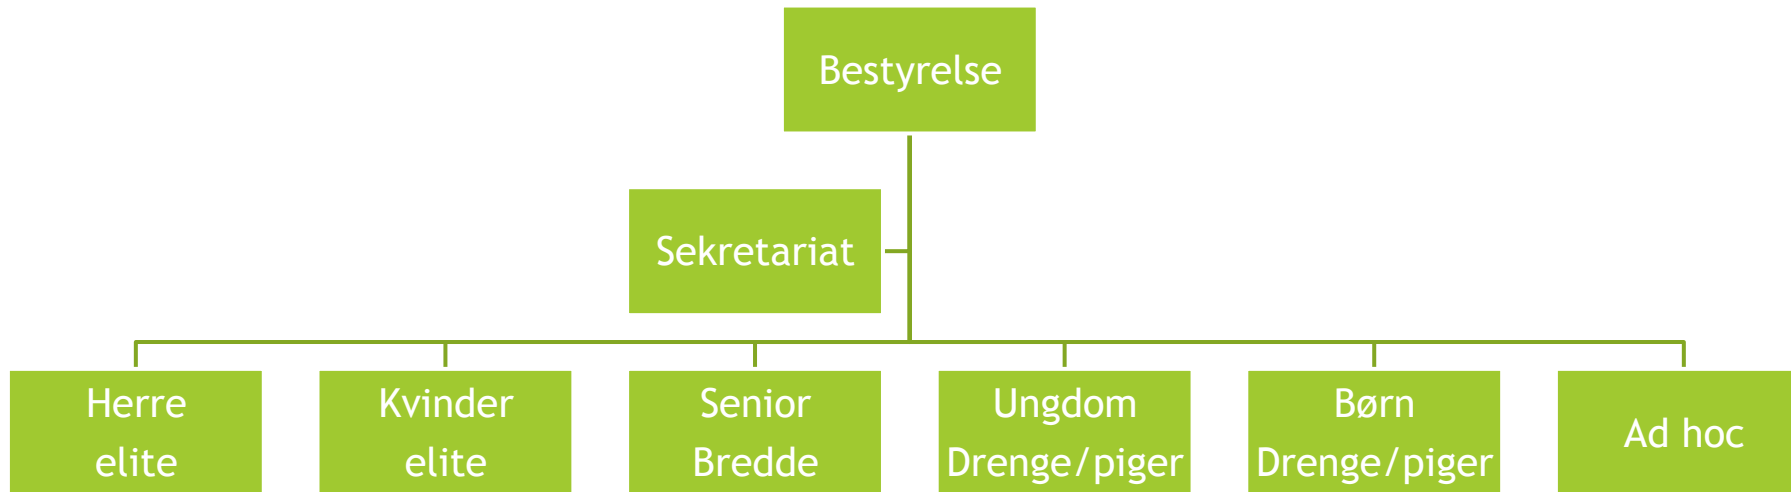 Bestyrelse
Sekretariat
Herre
elite
Kvinder
elite
Senior
Bredde
Ungdom
Drenge/piger
Børn
Drenge/piger
Ad hoc